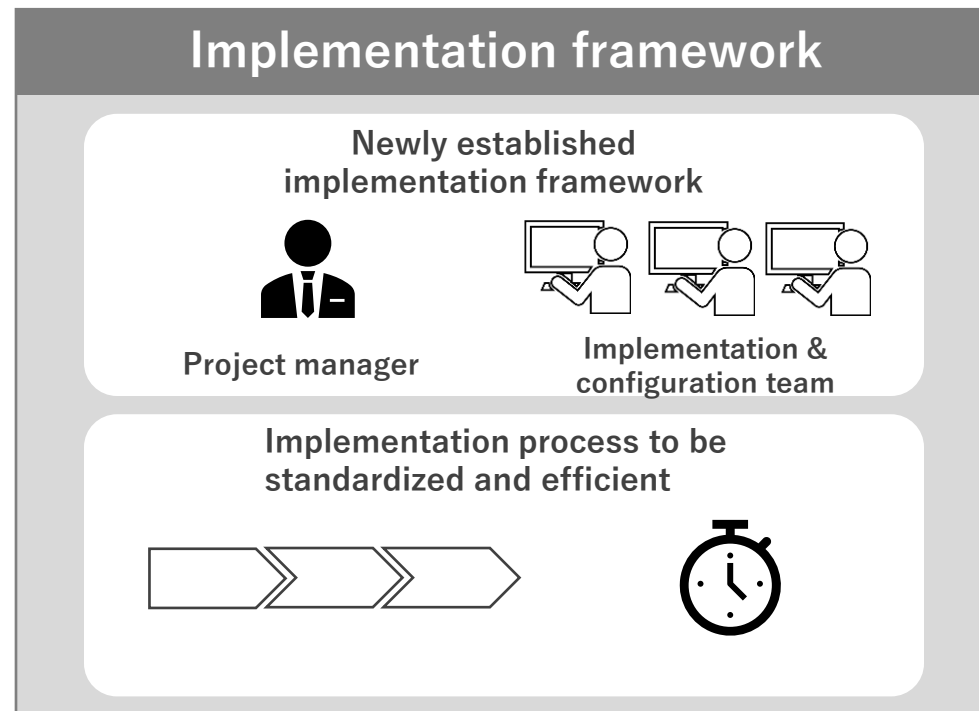 Implementation framework
Newly established
implementation framework
Project manager
Implementation &
configuration team
Implementation process to be
standardized and efficient